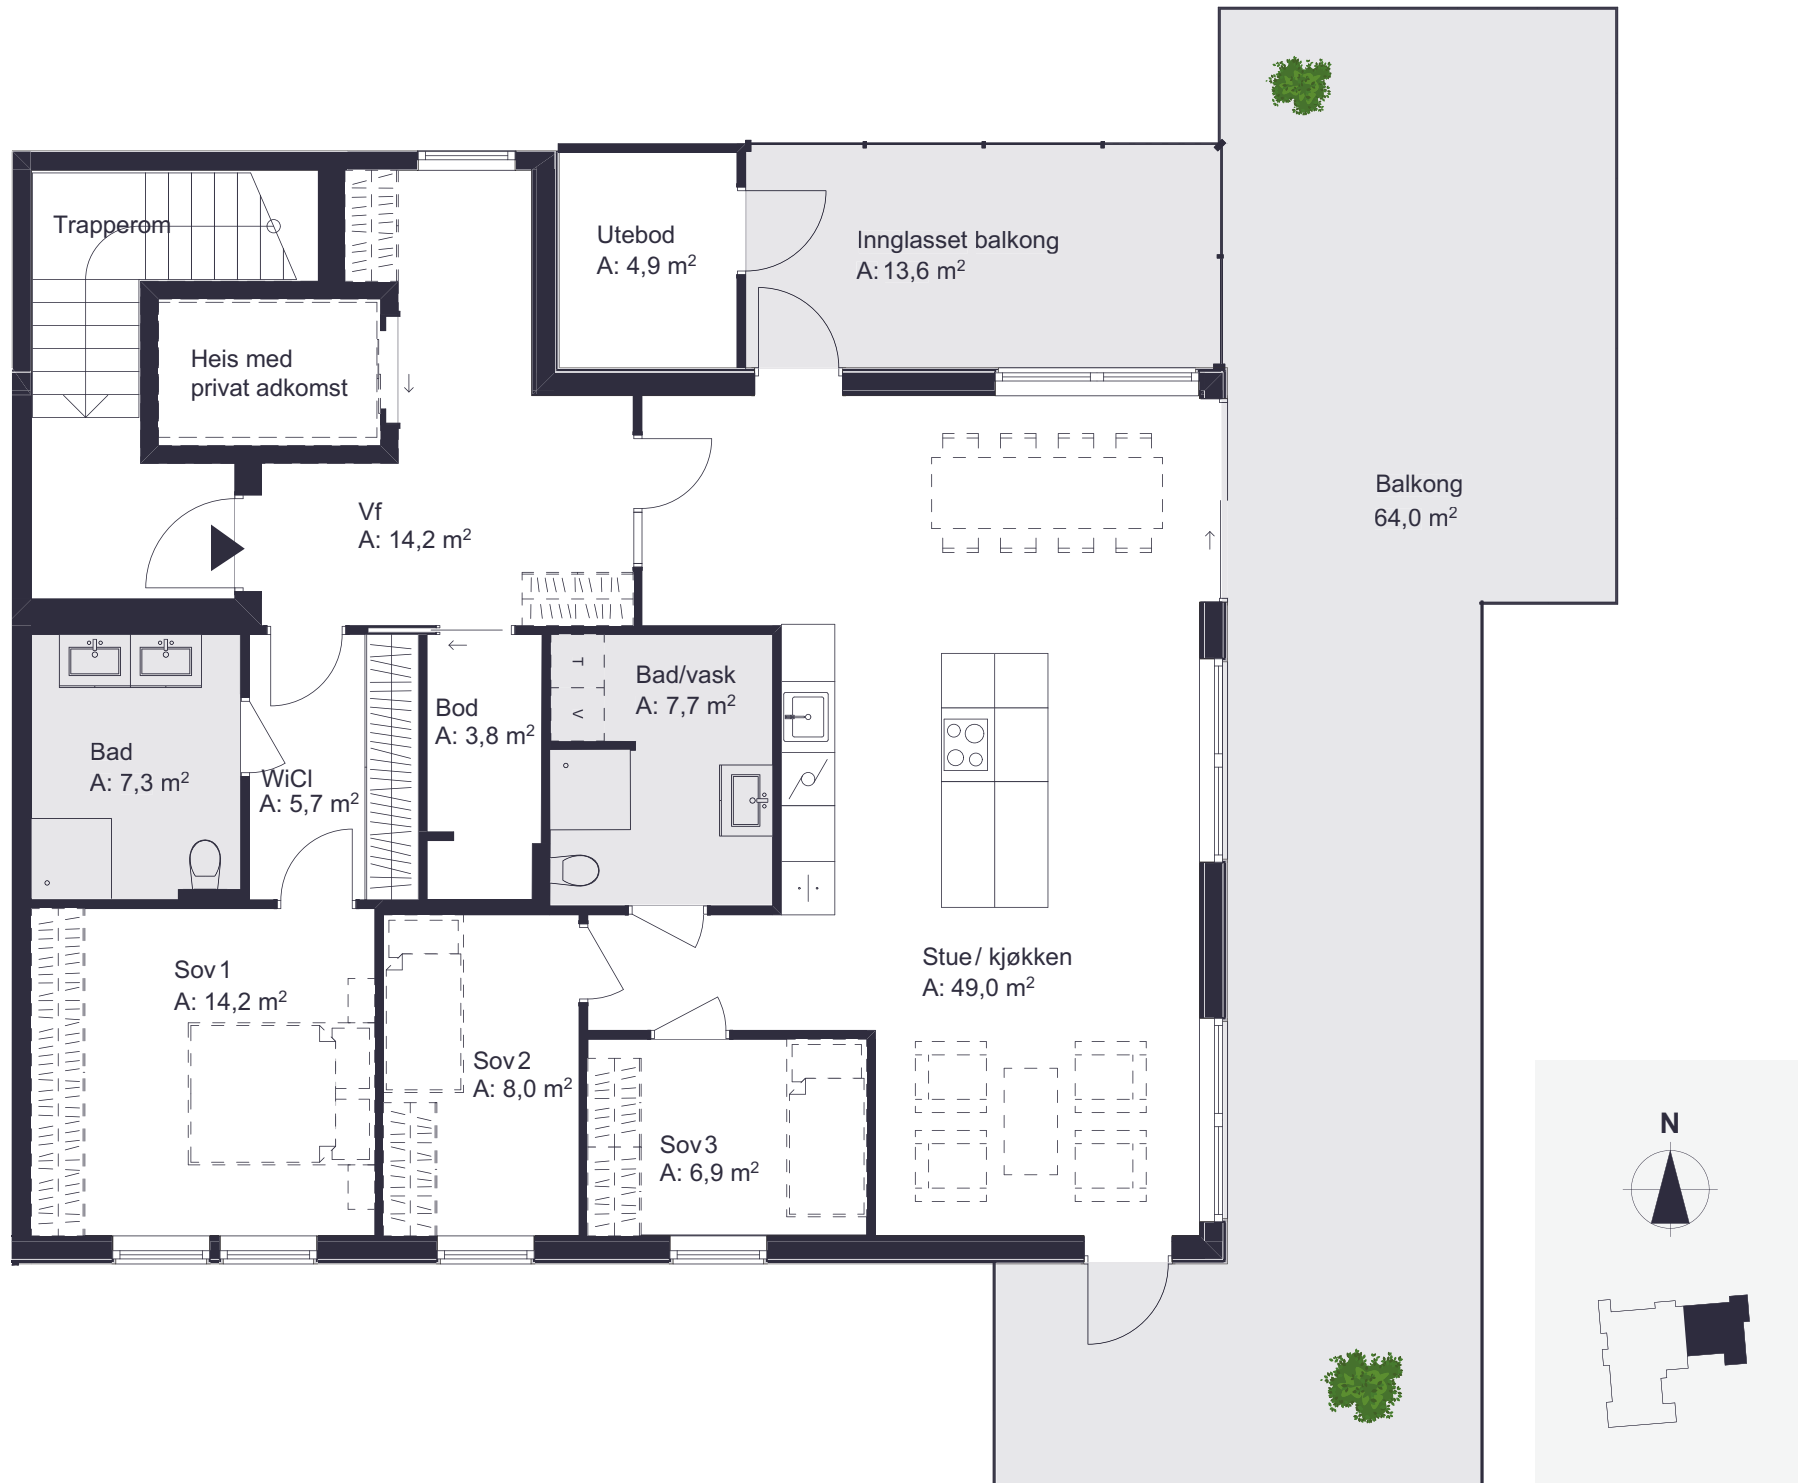 Trapperom
Utebod
A: 4,9 m²
Innglasset balkong
A: 13,6 m²
Heis med
privat adkomst
Balkong
64,0 m²
Vf
A: 14,2 m²
T
V
Bad/vask
A: 7,7 m²
Bod
A: 3,8 m²
Bad
A: 7,3 m²
WiCl
A: 5,7 m²
Stue / kjøkken
A: 49,0 m²
Sov 1
A: 14,2 m²
Sov 2
A: 8,0 m²
Sov 3
A: 6,9 m²
N